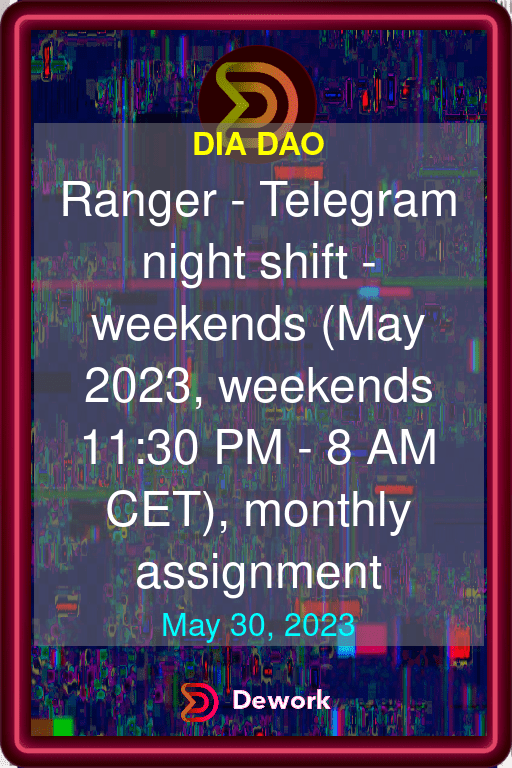 DIA DAO
Ranger - Telegram
night shift -
weekends (May
2023, weekends
11:30 PM - 8 AM
CET), monthly
assignment
May 30, 2023
Dework